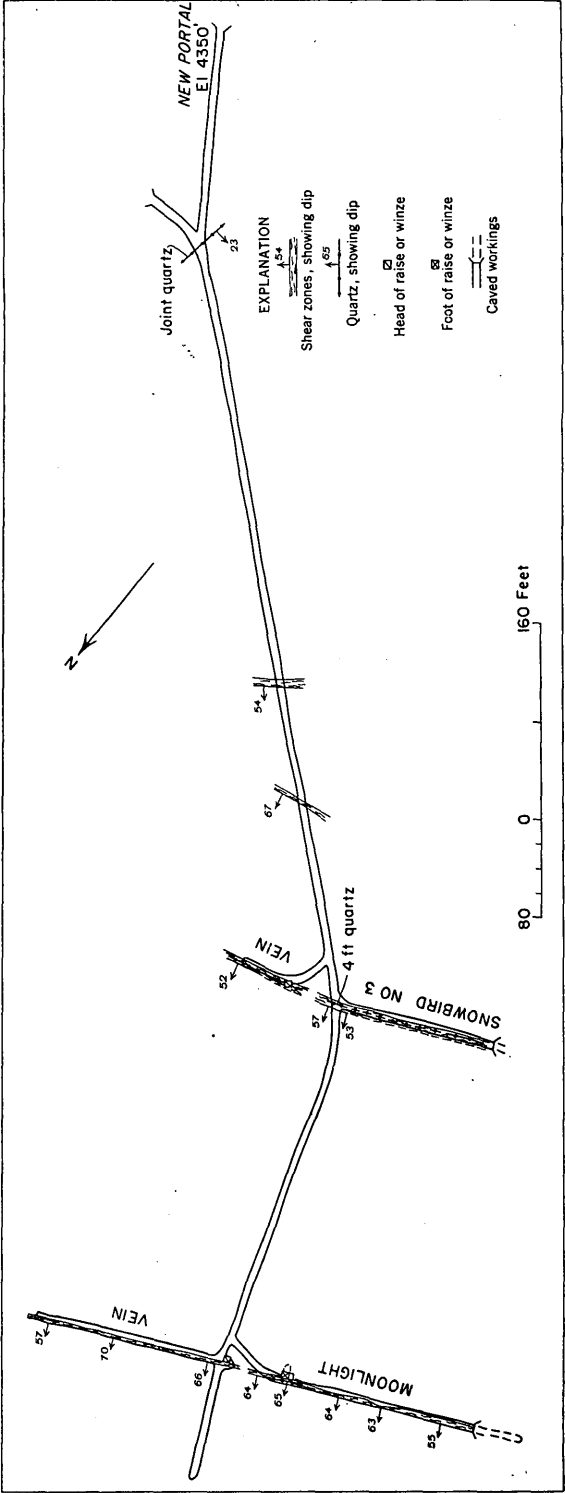 NEW PORTAL
El 4350'
Joint quartz
23
EXPLANATION
54
Shear zones, showing dip
65
Quartz, showing dip
Head of raise or winze
Foot of raise or winze
Caved workings
N
54
67
80 0 160 Feet
VEIN
52
4 ft quartz
57
53
SNOWBIRD NO 3
VEIN
57
70
66
64
65
MOONLIGHT
64
63
55